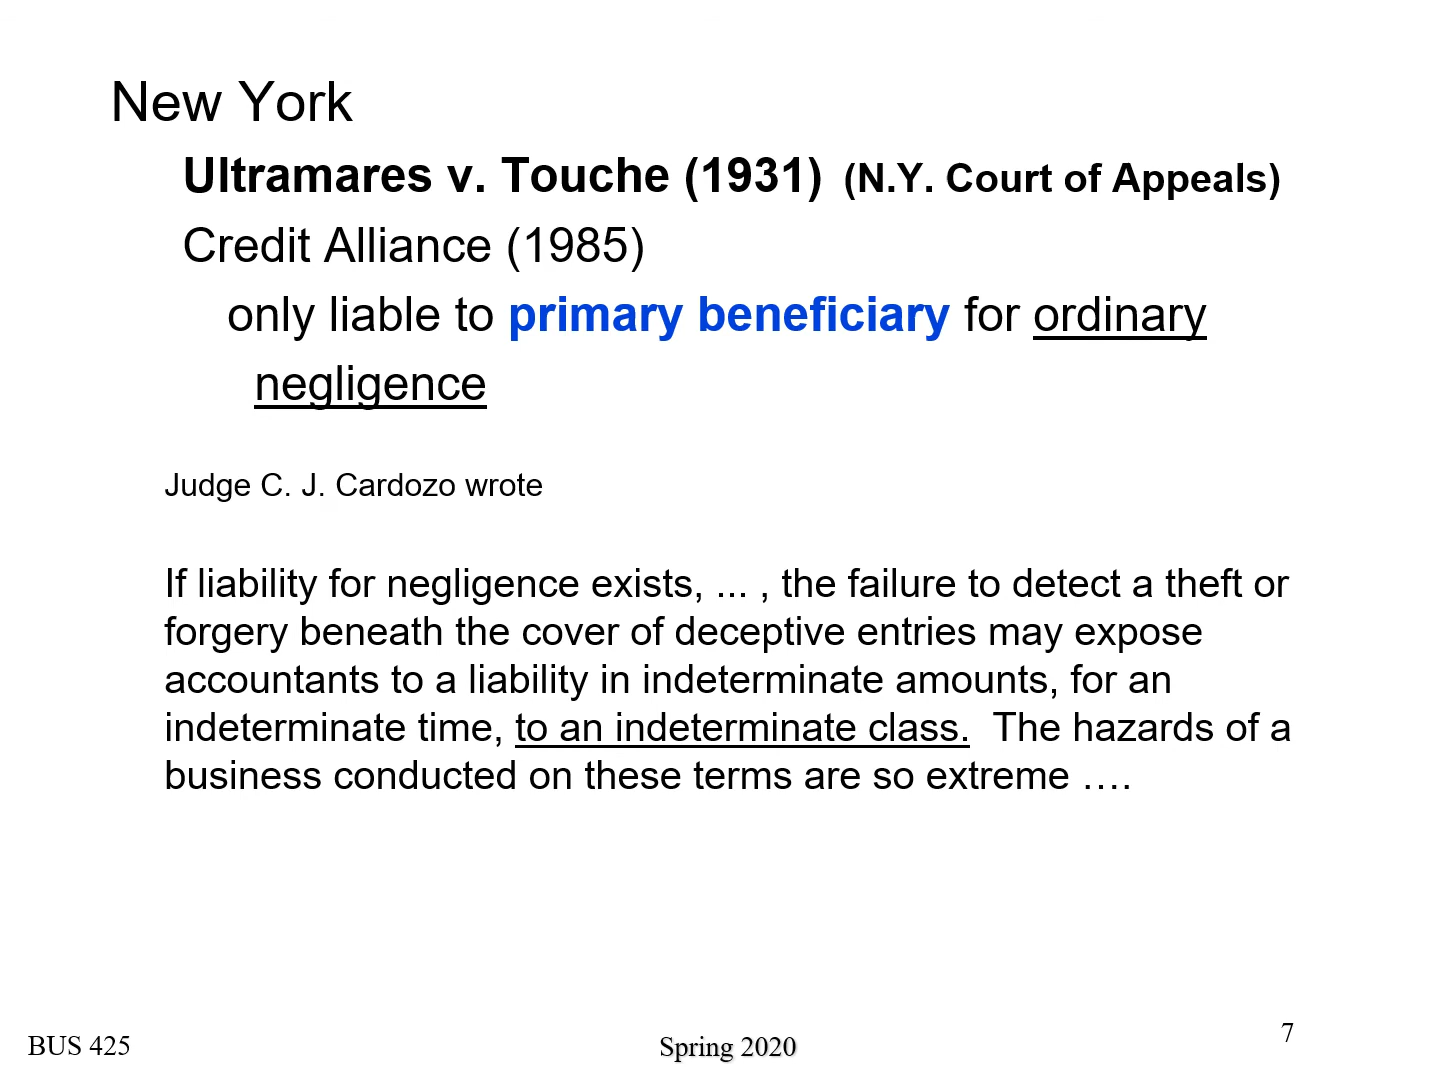 New York
Ultramares v. Touche (1931) (N.Y. Court of Appeals)
Credit Alliance (1985)
only liable to primary beneficiary for ordinary
negligence
Judge C. J. Cardozo wrote
If liability for negligence exists, ... , the failure to detect a theft or
forgery beneath the cover of deceptive entries may expose
accountants to a liability in indeterminate amounts, for an
indeterminate time, to an indeterminate class. The hazards of a
business conducted on these terms are so extreme ….
BUS 425
Spring 2020
7